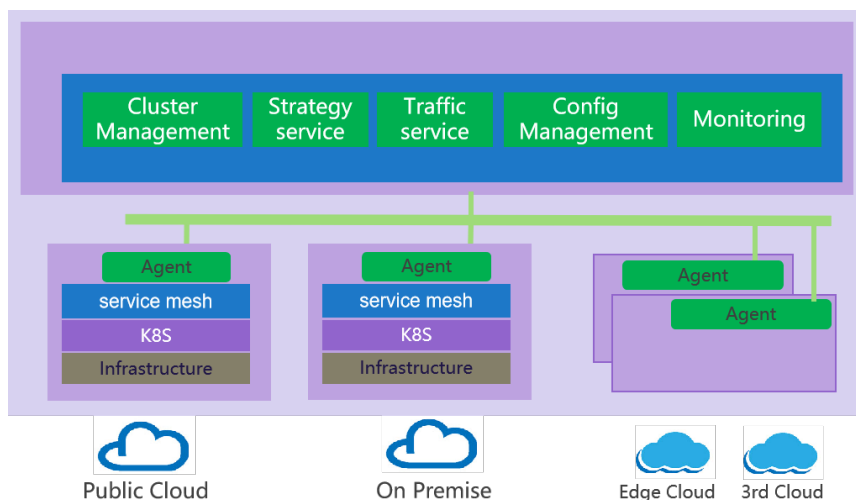 Cluster
Management
Strategy
service
Traffic
service
Config
Management
Monitoring
Agent
service mesh
K8S
Infrastructure
Agent
service mesh
K8S
Infrastructure
Agent
Agent
Public Cloud
On Premise
Edge Cloud
3rd Cloud